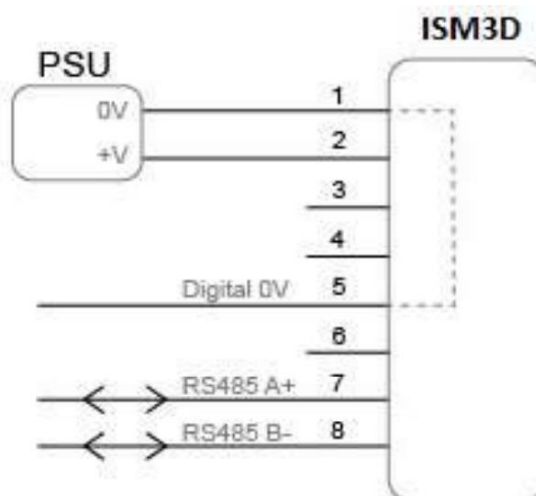 ISM3D
PSU
0V
1
+V
2
3
4
Digital 0V
5
6
RS485 A+
7
RS485 B-
8